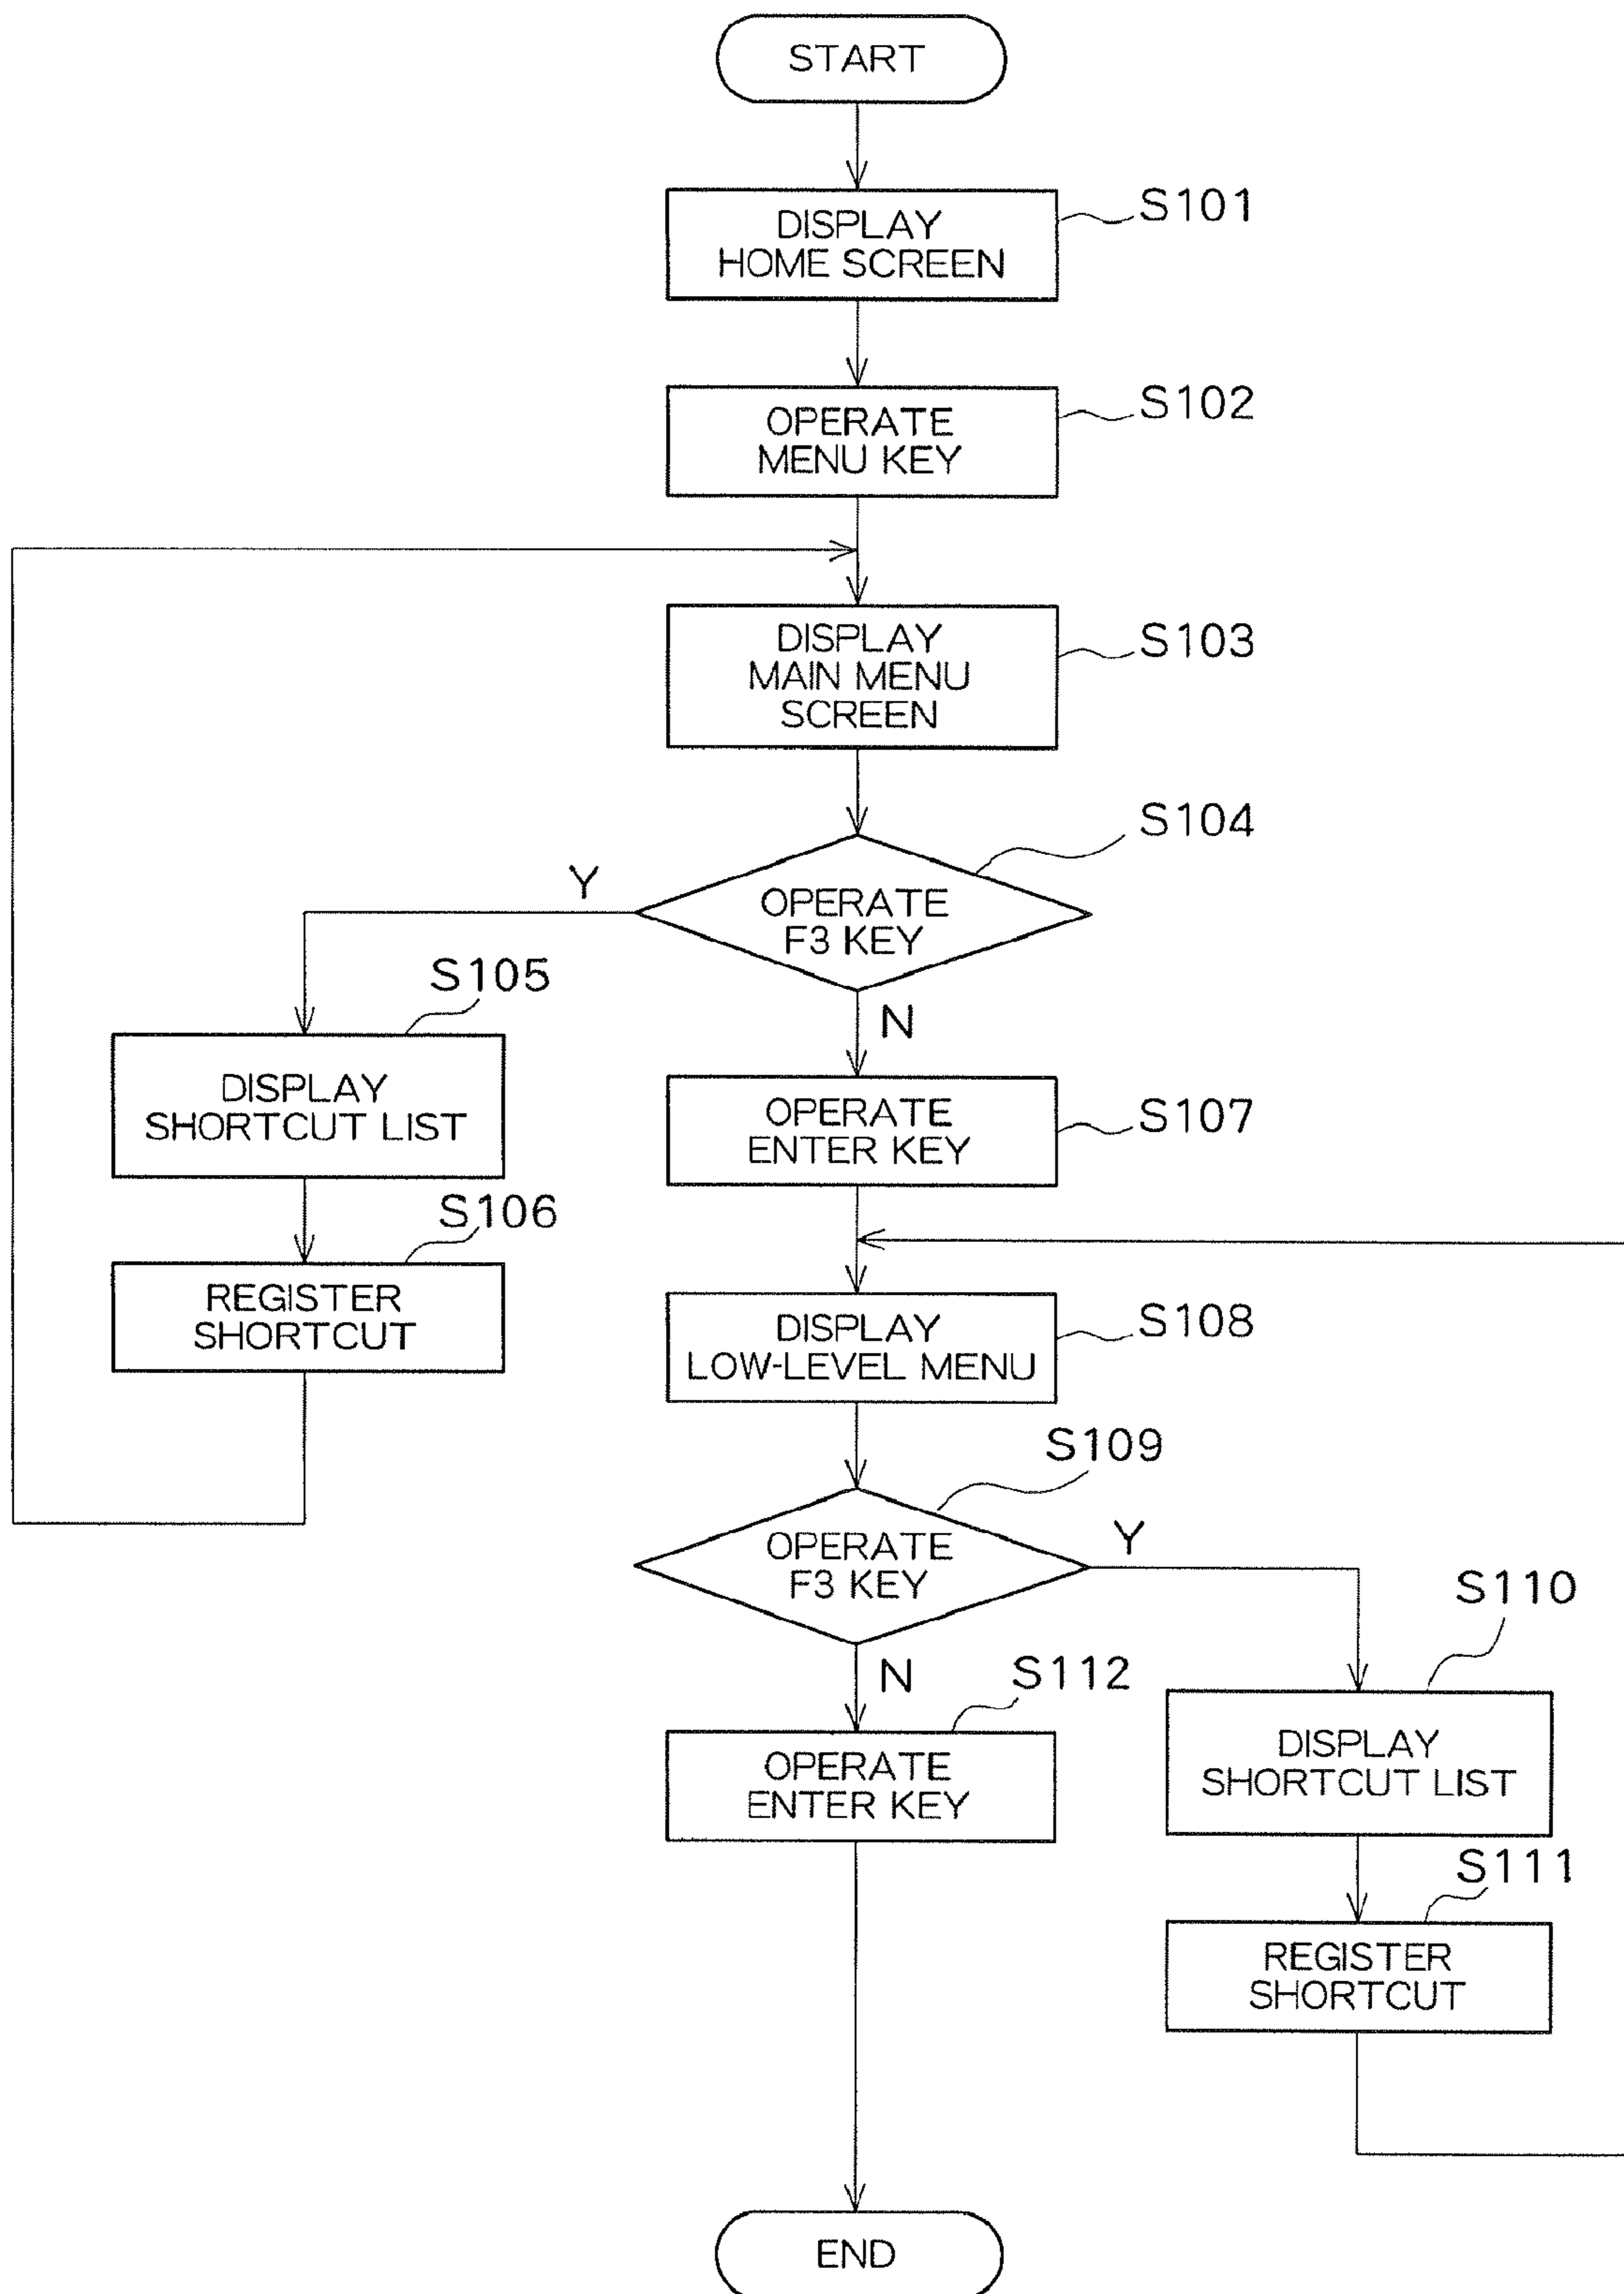 START
DISPLAY
HOME SCREEN
S101
OPERATE
MENU KEY
S102
DISPLAY
MAIN MENU
SCREEN
S103
OPERATE
F3 KEY
S104
Y
N
S105
DISPLAY
SHORTCUT LIST
S106
REGISTER
SHORTCUT
OPERATE
ENTER KEY
S107
DISPLAY
LOW-LEVEL MENU
S108
S109
OPERATE
F3 KEY
Y
N
S110
DISPLAY
SHORTCUT LIST
S111
REGISTER
SHORTCUT
S112
OPERATE
ENTER KEY
END